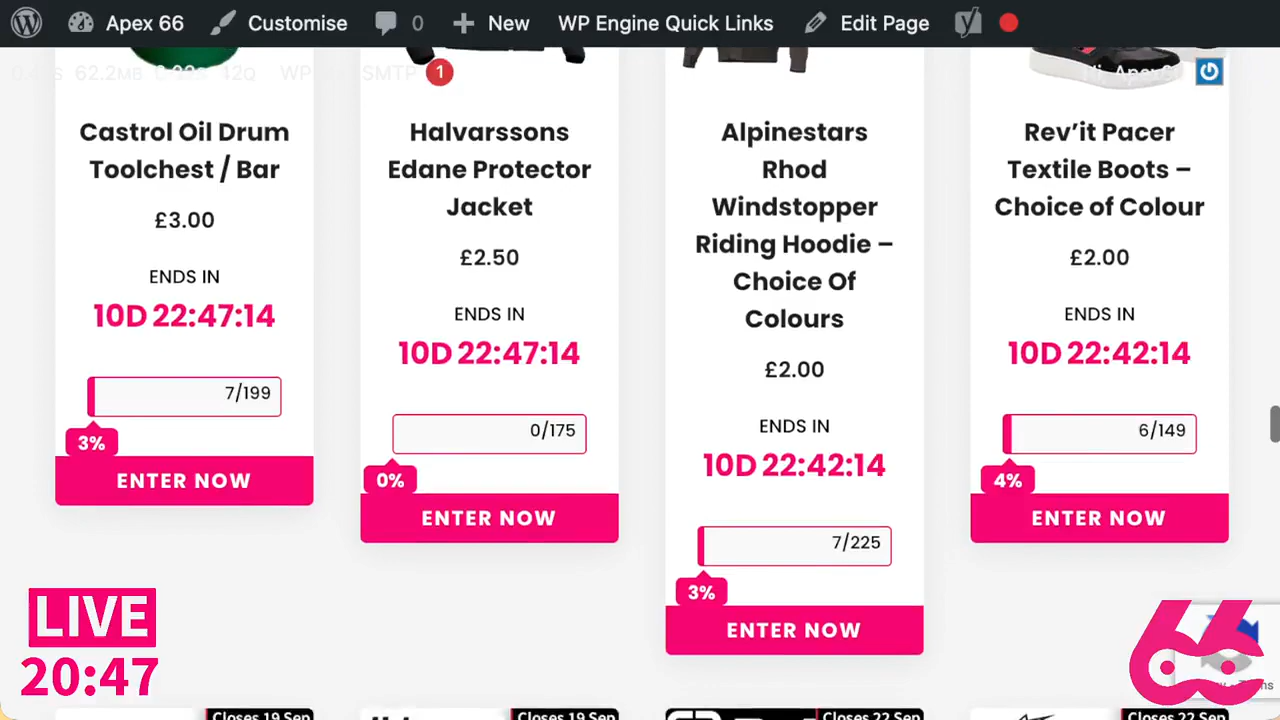 Apex 66 Customise 0 New WP Engine Quick Links Edit Page
62.2MB
SMTP 1
Castrol Oil Drum
Toolchest / Bar
£3.00
ENDS IN
10D 22:47:14
7/199
3%
ENTER NOW
Halvarssons
Edane Protector
Jacket
£2.50
ENDS IN
10D 22:47:14
0/175
0%
ENTER NOW
Alpinestars
Rhod
Windstopper
Riding Hoodie –
Choice Of
Colours
£2.00
ENDS IN
10D 22:42:14
7/225
3%
ENTER NOW
Rev’it Pacer
Textile Boots –
Choice of Colour
£2.00
ENDS IN
10D 22:42:14
6/149
4%
ENTER NOW
LIVE
20:47
66
Closes 19 Sep
Closes 19 Sep
Closes 22 Sep
Closes 22 Sep